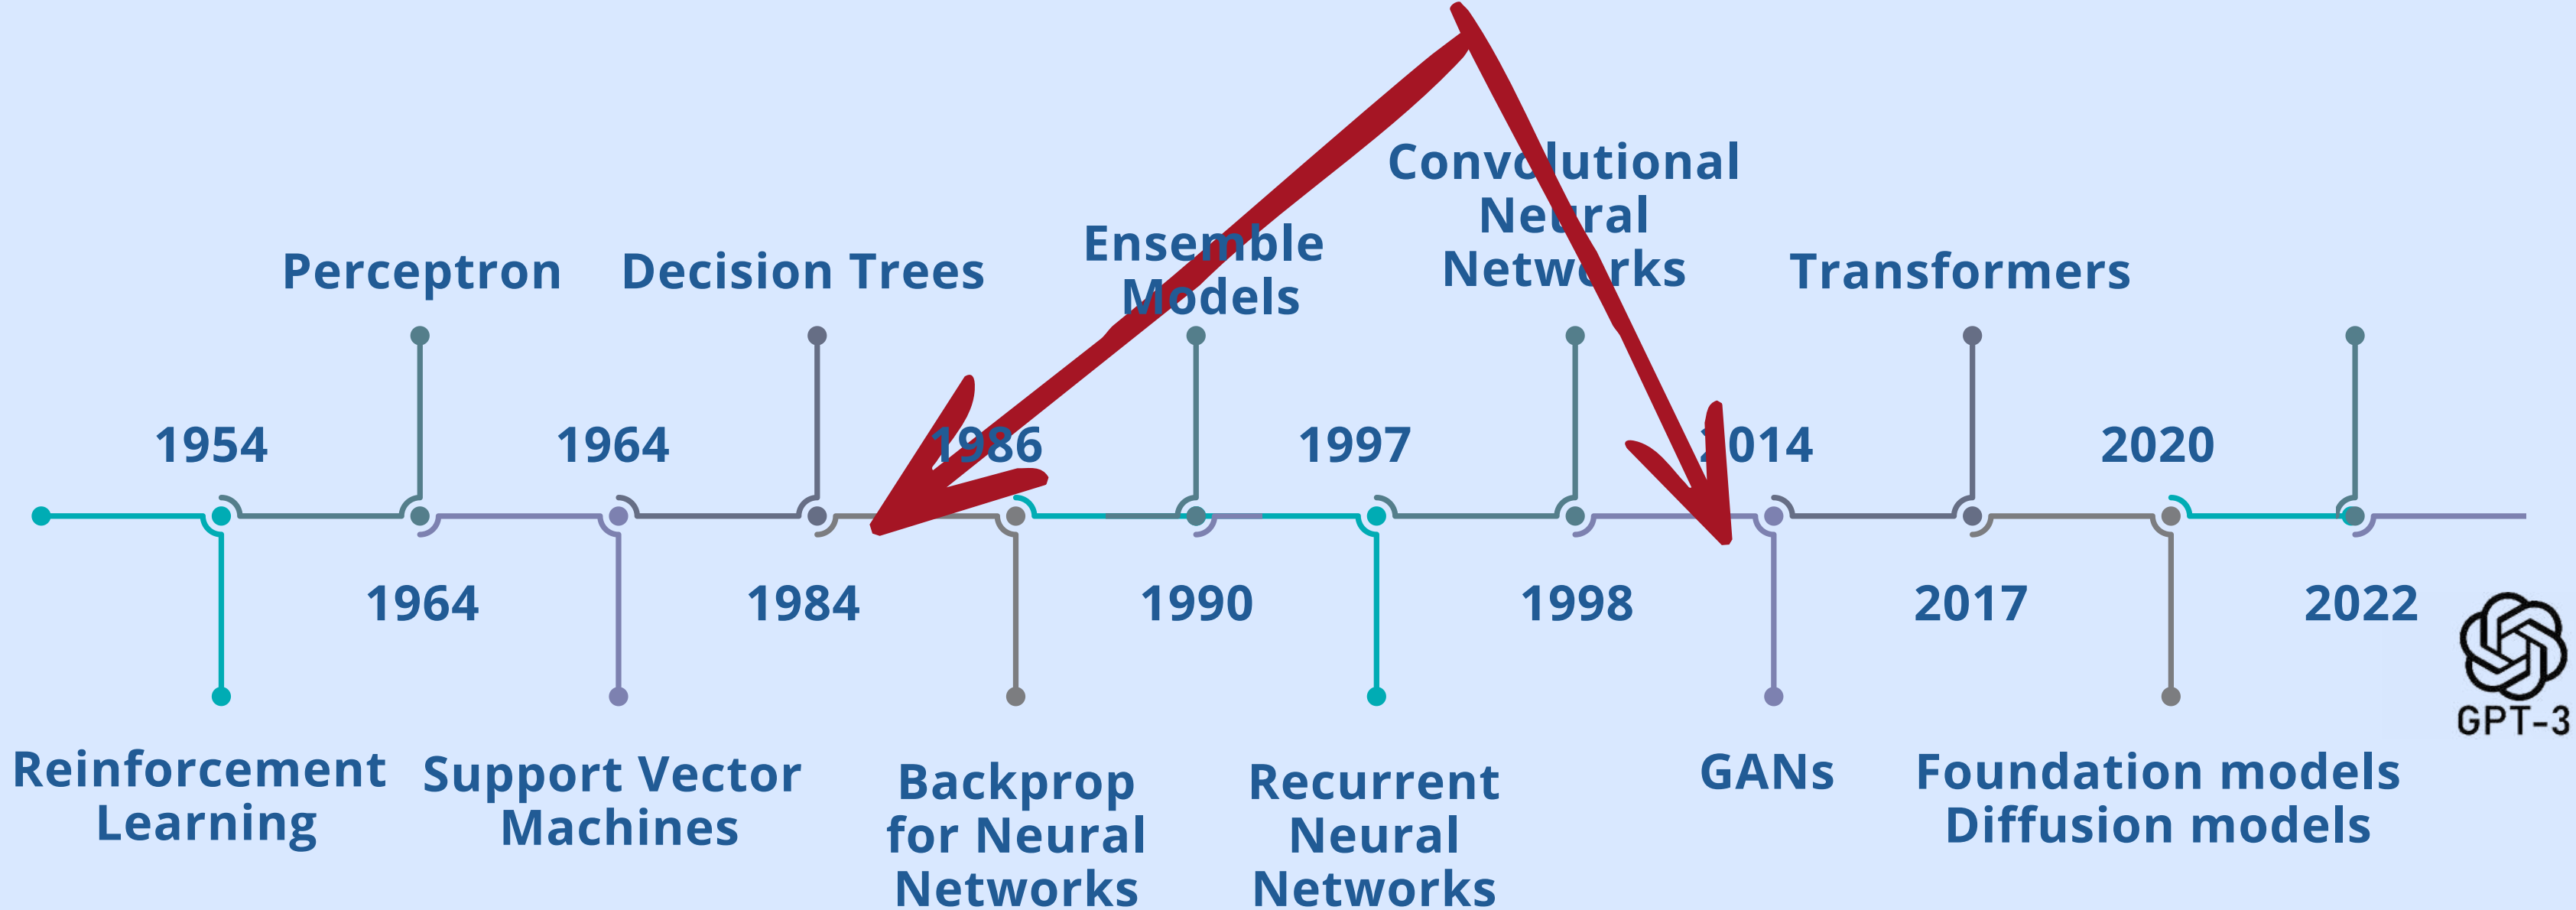 Convolutional
Neural
Networks
Ensemble
Models
Perceptron
Decision Trees
Transformers
1954
1964
1986
1997
2014
2020
1964
1984
1990
1998
2017
2022
GPT-3
Reinforcement
Learning
Support Vector
Machines
Backprop
for Neural
Networks
Recurrent
Neural
Networks
GANs
Foundation models
Diffusion models